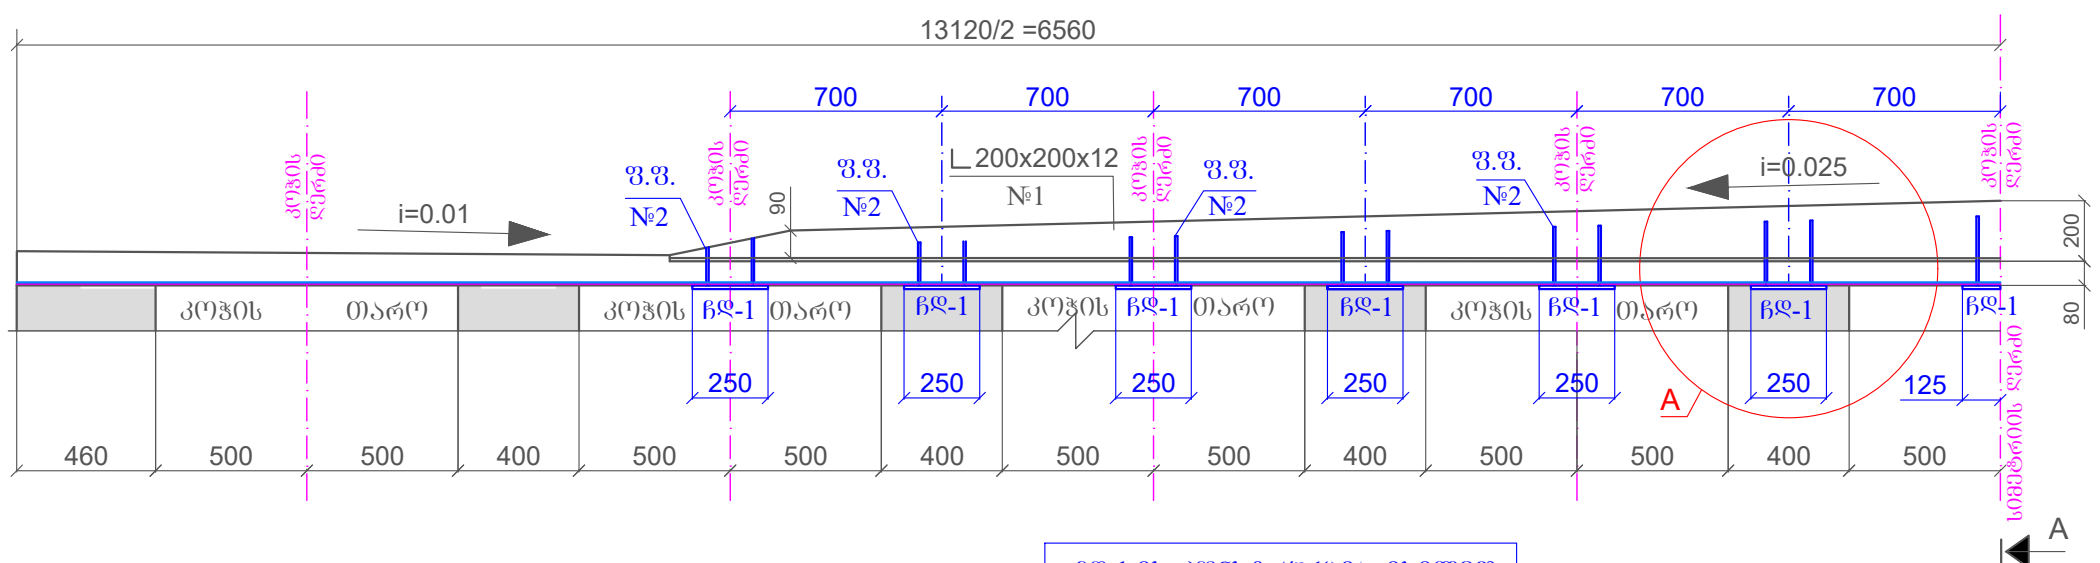 13120/2 =6560
700 700 700 700 700 700
კოჭის ღერძი
კოჭის ღერძი
კოჭის ღერძი
კოჭის ღერძი
ღერძი
i=0.01
ფ.ფ. №2
90
ფ.ფ. №2
200x200x12
№1
ფ.ფ. №2
ფ.ფ. №2
i=0.025
200
80
კოჭის თარო
კოჭის ჩდ-1 თარო
ჩდ-1
კოჭის ჩდ-1 თარო
ჩდ-1
კოჭის ჩდ-1 თარო
ჩდ-1
ჩდ-1
250 250 250 250 250 250 125
A
460 500 500 400 500 500 400 500 500 400 500 500 400 500
სიმეტრიის ღერძი
A